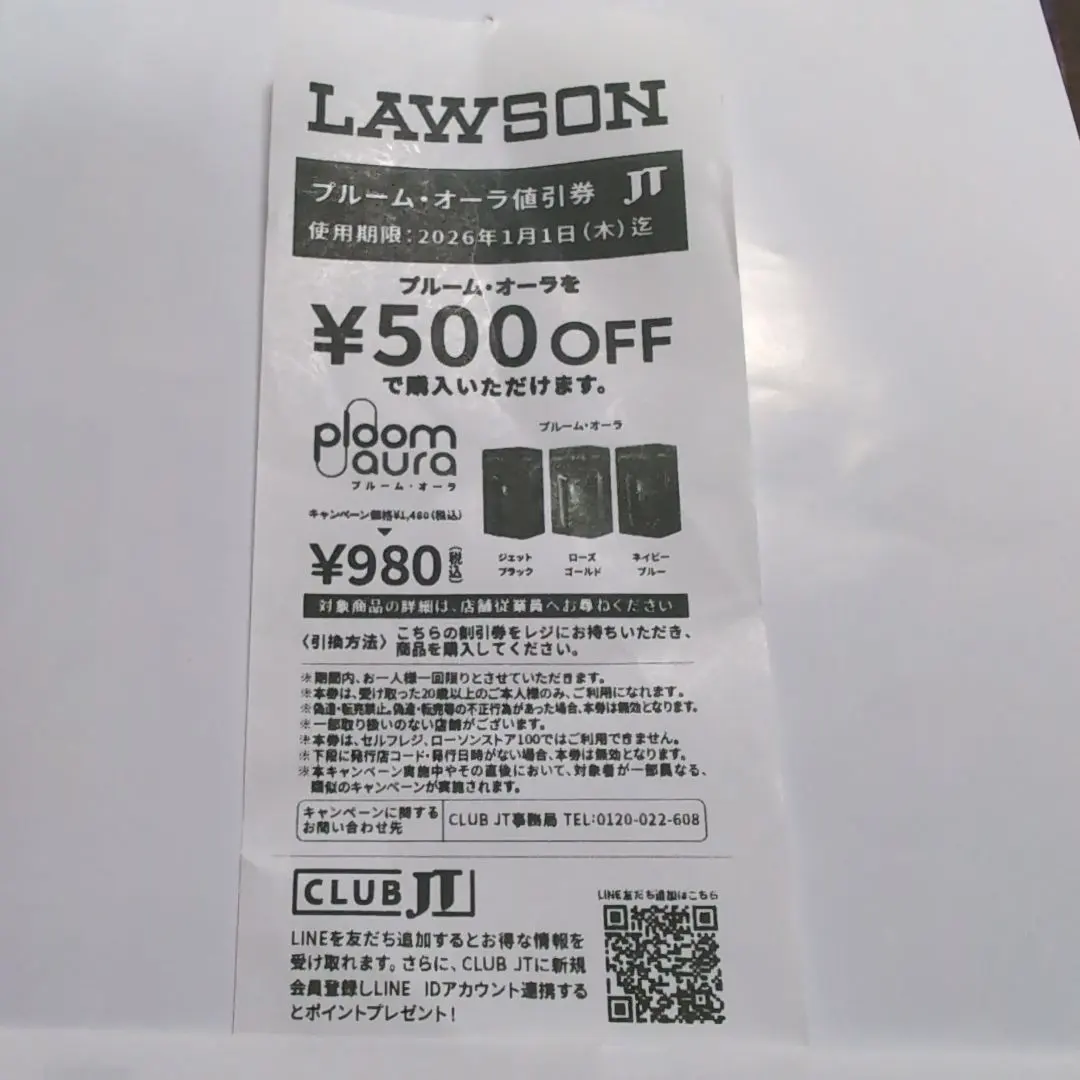 LAWSON
プルーム・オーラ値引券 JT
使用期限:2026年1月1日(木)迄
プルーム・オーラを
¥500OFF
で購入いただけます。
ploom
aura
プルーム・オーラ
キャンペーン価格¥1,480(税込)
¥980(税込)
プルーム・オーラ
ジェット
ブラック
ローズ
ゴールド
ネイビー
ブルー
対象商品の詳細は、店舗従業員へお尋ねください
〈引換方法〉こちらの割引券をレジにお持ちいただき、
商品を購入してください。
※期間内、お一人様一回限りとさせていただきます。
※本券は、受け取った20歳以上のご本人様のみ、ご利用になれます。
※偽造・転売禁止。偽造・転売等の不正行為があった場合、本券は無効となります。
※一部取り扱いのない店舗がございます。
※本券は、セルフレジ、ローソンストア100ではご利用できません。
※下段に発行店コード・発行日時がない場合、本券は無効となります。
※本キャンペーン実施中やその直後において、対象者が一部異なる、
類似のキャンペーンが実施されます。
キャンペーンに関する
お問い合わせ先
CLUB JT事務局 TEL:0120-022-608
CLUB JT
LINE友だち追加はこちら
LINEを友だち追加するとお得な情報を
受け取れます。さらに、CLUB JTに新規
会員登録しLINE IDアカウント連携する
とポイントプレゼント!